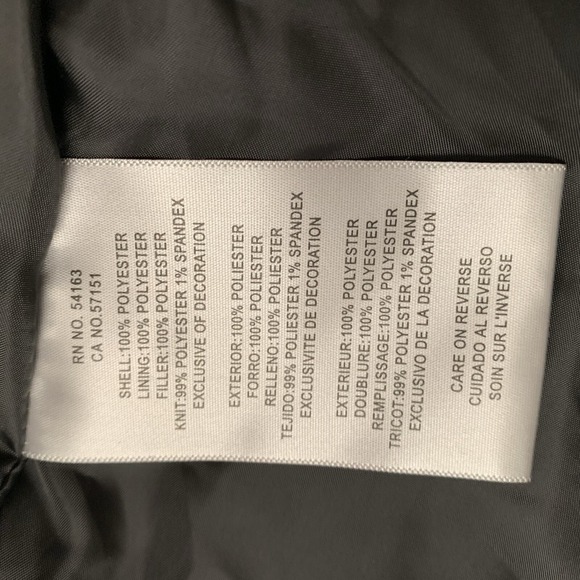 RN NO. 54163
CA NO.57151
SHELL:100% POLYESTER
LINING:100% POLYESTER
FILLER:100% POLYESTER
KNIT:99% POLYESTER 1% SPANDEX
EXCLUSIVE OF DECORATION
EXTERIOR:100% POLIESTER
FORRO:100% POLIESTER
RELLENO:100% POLIESTER
TEJIDO:99% POLIESTER 1% SPANDEX
EXCLUSIVITE DE DECORATION
EXTERIEUR:100% POLYESTER
DOUBLURE:100% POLYESTER
REMPLISSAGE:100% POLYESTER
TRICOT:99% POLYESTER 1% SPANDEX
EXCLUSIVO DE LA DECORATION
CARE ON REVERSE
CUIDADO AL REVERSO
SOIN SUR L'INVERSE